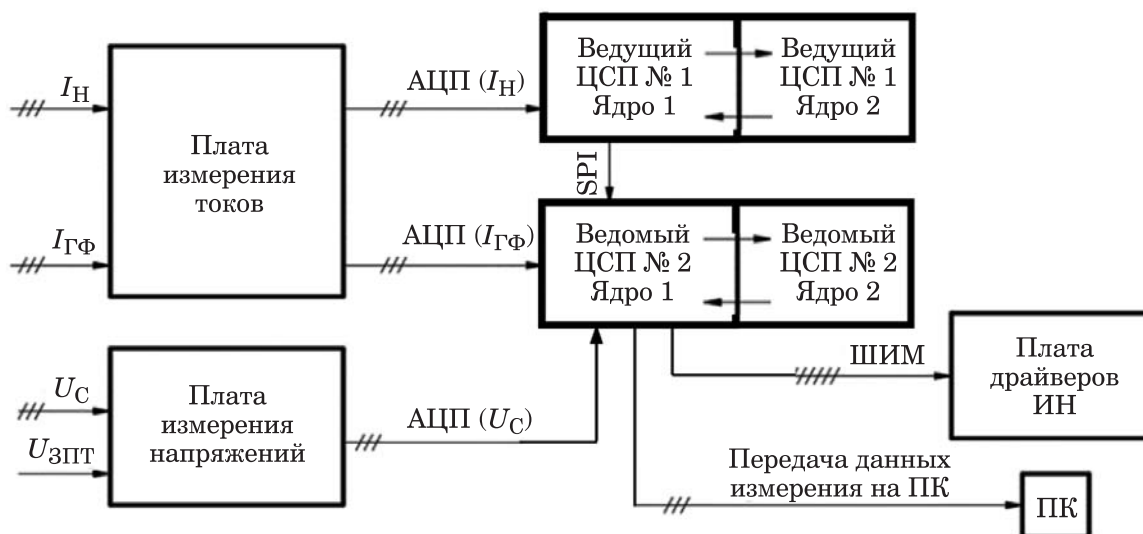 I_Н
I_ГФ
Плата
измерения
токов
АЦП (I_Н)
АЦП (I_ГФ)
Ведущий
ЦСП № 1
Ядро 1
Ведущий
ЦСП № 1
Ядро 2
SPI
Ведомый
ЦСП № 2
Ядро 1
Ведомый
ЦСП № 2
Ядро 2
U_С
U_ЗПТ
Плата
измерения
напряжений
АЦП (U_С)
ШИМ
Плата
драйверов
ИН
Передача данных
измерения на ПК
ПК